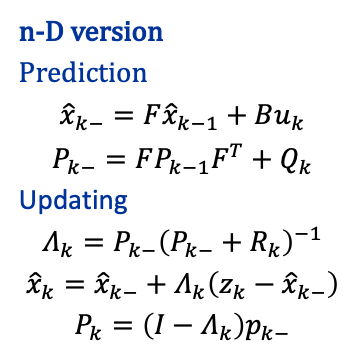 n-D version
Prediction
x̂ₖ₋ = Fx̂ₖ₋₁ + Buₖ
Pₖ₋ = FPₖ₋₁Fᵀ + Qₖ
Updating
Λₖ = Pₖ₋(Pₖ₋ + Rₖ)⁻¹
x̂ₖ = x̂ₖ₋ + Λₖ(zₖ − x̂ₖ₋)
Pₖ = (I − Λₖ)pₖ₋